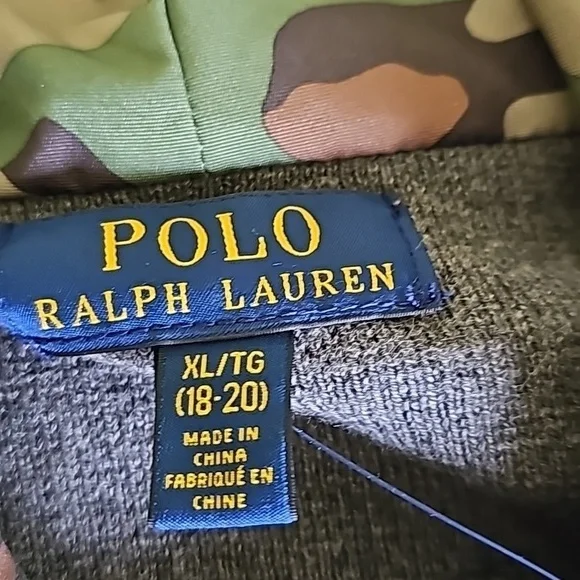 POLO
RALPH LAUREN
XL/TG
(18-20)
MADE IN
CHINA
FABRIQUÉ EN
CHINE